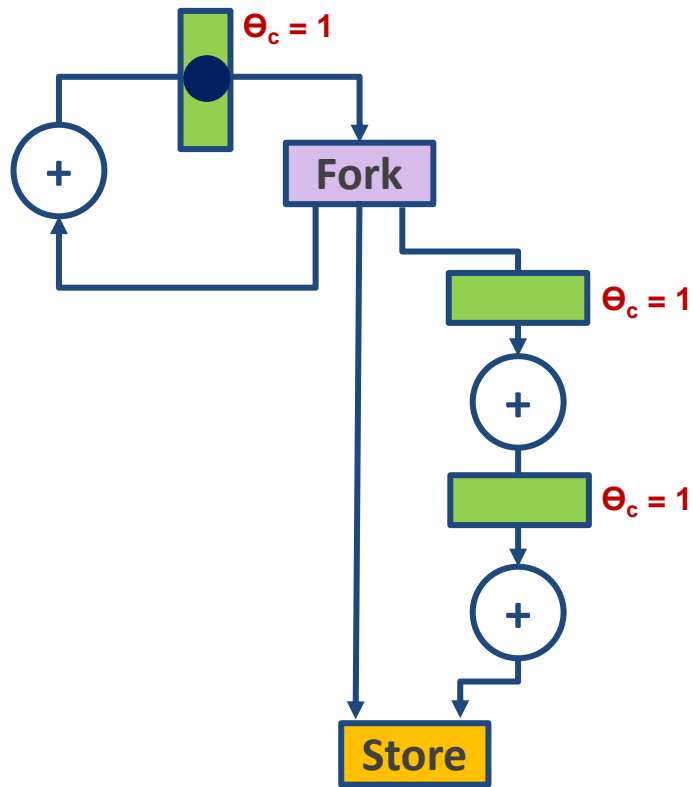 ϴc = 1
+
Fork
ϴc = 1
+
ϴc = 1
+
Store